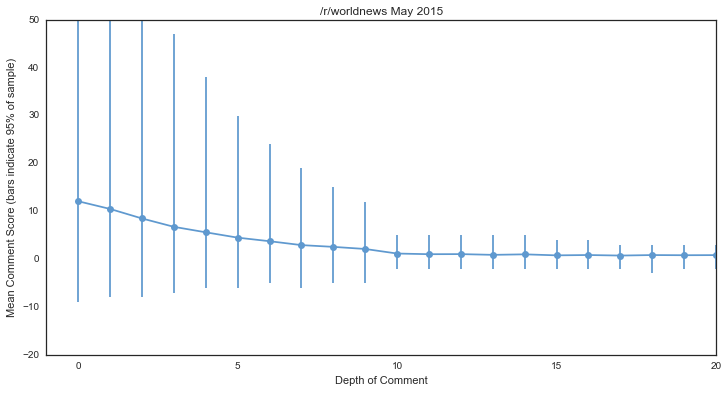 /r/worldnews May 2015
Mean Comment Score (bars indicate 95% of sample)
50
40
30
20
10
0
−10
−20
0 5 10 15 20
Depth of Comment